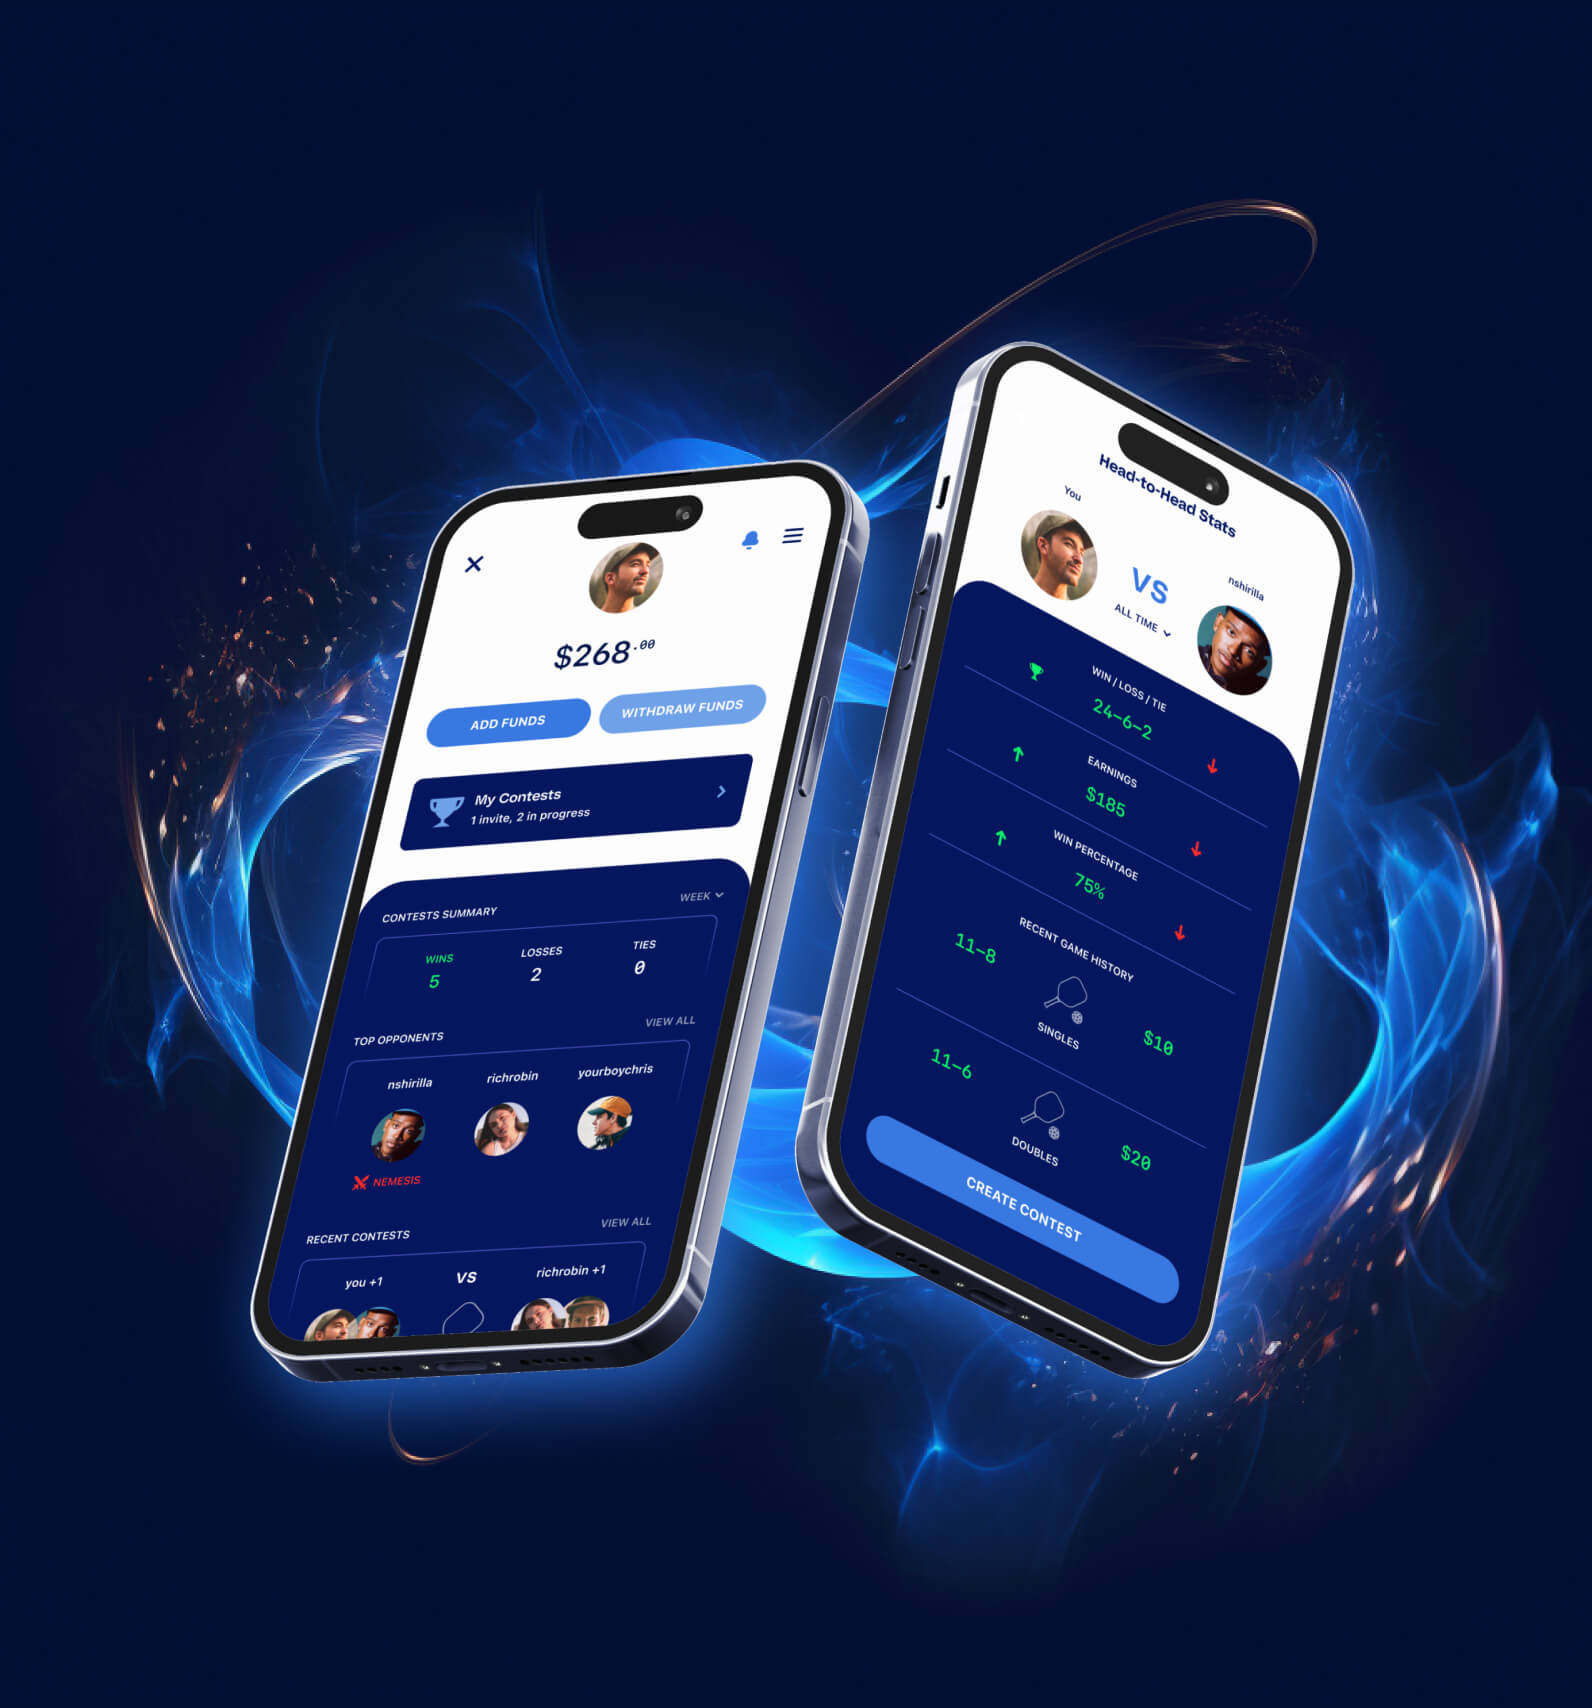 $268.00
ADD FUNDS
WITHDRAW FUNDS
My Contests
1 invite, 2 in progress
CONTESTS SUMMARY
WEEK
WINS
LOSSES
TIES
5
2
0
TOP OPPONENTS
VIEW ALL
nshirilla
richrobin
yourboychris
NEMESIS
RECENT CONTESTS
VIEW ALL
you +1
VS
richrobin +1
Head-to-Head Stats
You
VS
nshirilla
ALL TIME
WIN / LOSS / TIE
24-6-2
EARNINGS
$185
WIN PERCENTAGE
75%
RECENT GAME HISTORY
11-8
SINGLES
$10
11-6
DOUBLES
$20
CREATE CONTEST